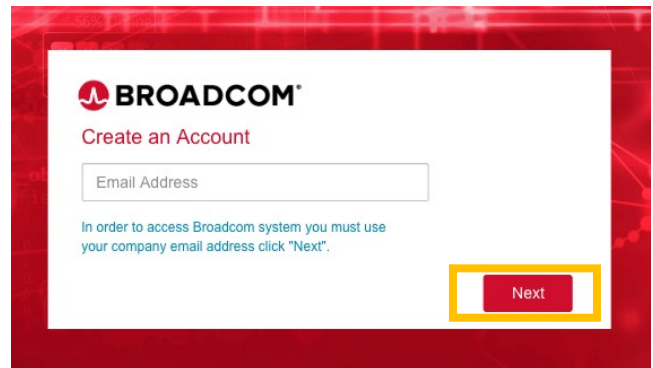 BROADCOM®
Create an Account
Email Address
In order to access Broadcom system you must use
your company email address click "Next".
Next